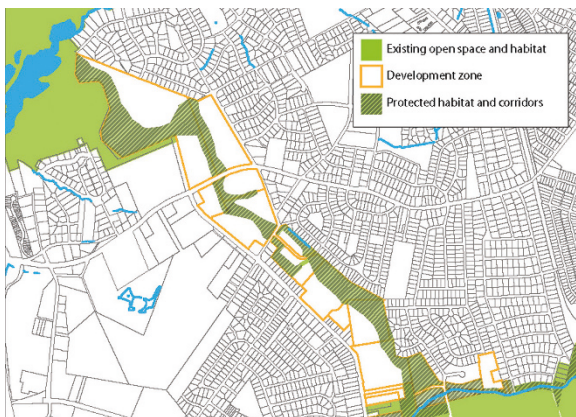 Existing open space and habitat
Development zone
Protected habitat and corridors